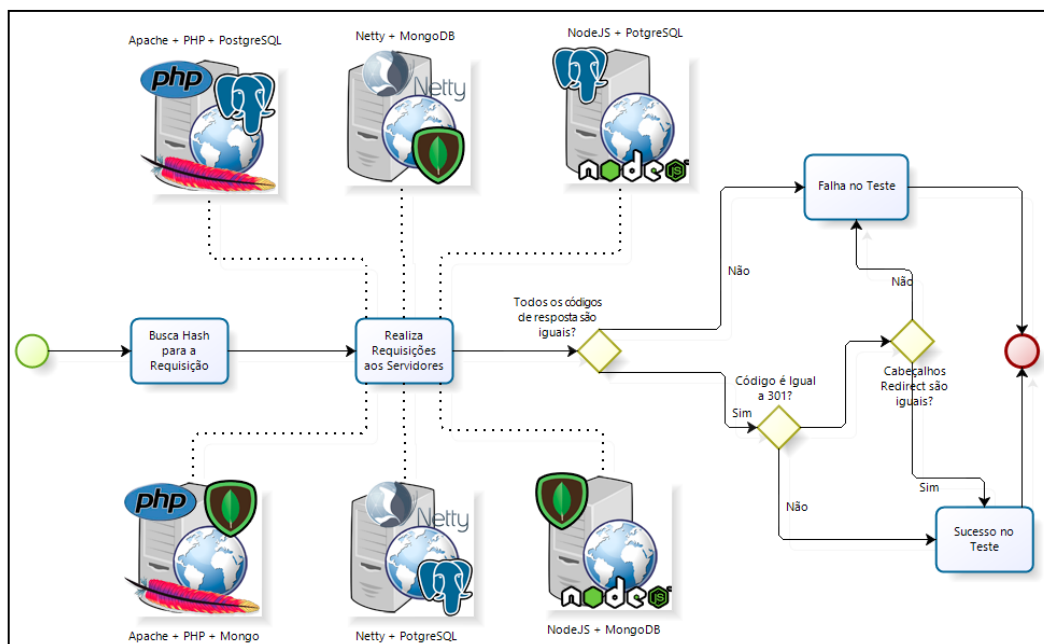 Apache + PHP + PostgreSQL
Netty + MongoDB
NodeJS + PotgreSQL
php
Netty
node
JS
Falha no Teste
Não
Não
Todos os códigos
de resposta são
iguais?
Busca Hash
para a
Requisição
Realiza
Requisições
aos Servidores
Código é Igual
a 301?
Cabeçalhos
Redirect são
iguais?
Sim
Sim
Não
Sucesso no
Teste
php
Netty
node
JS
Apache + PHP + Mongo
Netty + PotgreSQL
NodeJS + MongoDB